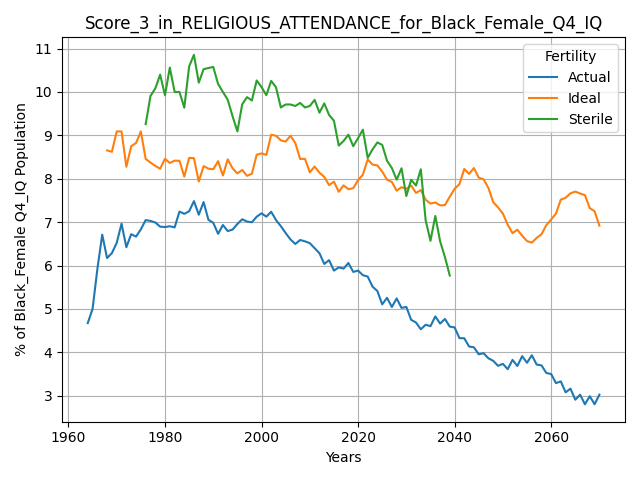 Score_3_in_RELIGIOUS_ATTENDANCE_for_Black_Female_Q4_IQ
% of Black_Female Q4_IQ Population
11
10
9
8
7
6
5
4
3
Fertility
Actual
Ideal
Sterile
1960 1980 2000 2020 2040 2060
Years